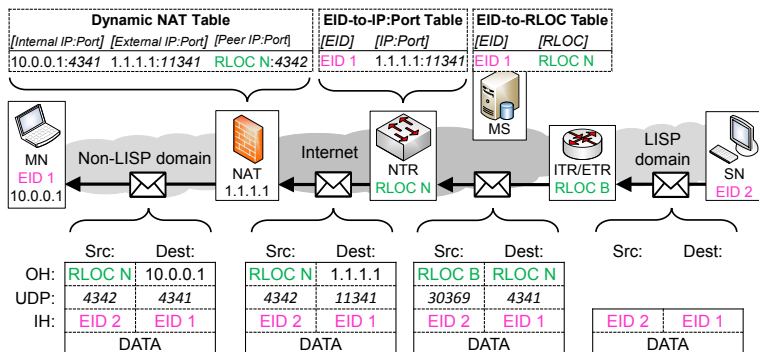 Dynamic NAT Table
[Internal IP:Port] [External IP:Port] [Peer IP:Port]
10.0.0.1:4341 1.1.1.1:11341 RLOC N:4342
EID-to-IP:Port Table
[EID] [IP:Port]
EID 1 1.1.1.1:11341
EID-to-RLOC Table
[EID] [RLOC]
EID 1 RLOC N
MS
MN
EID 1
10.0.0.1
Non-LISP domain
NAT
1.1.1.1
Internet
NTR
RLOC N
ITR/ETR
RLOC B
LISP
domain
SN
EID 2
Src: Dest: Src: Dest: Src: Dest: Src: Dest:
OH: RLOC N 10.0.0.1 RLOC N 1.1.1.1 RLOC B RLOC N
UDP: 4342 4341 4342 11341 30369 4341
IH: EID 2 EID 1 EID 2 EID 1 EID 2 EID 1 EID 2 EID 1
DATA DATA DATA DATA